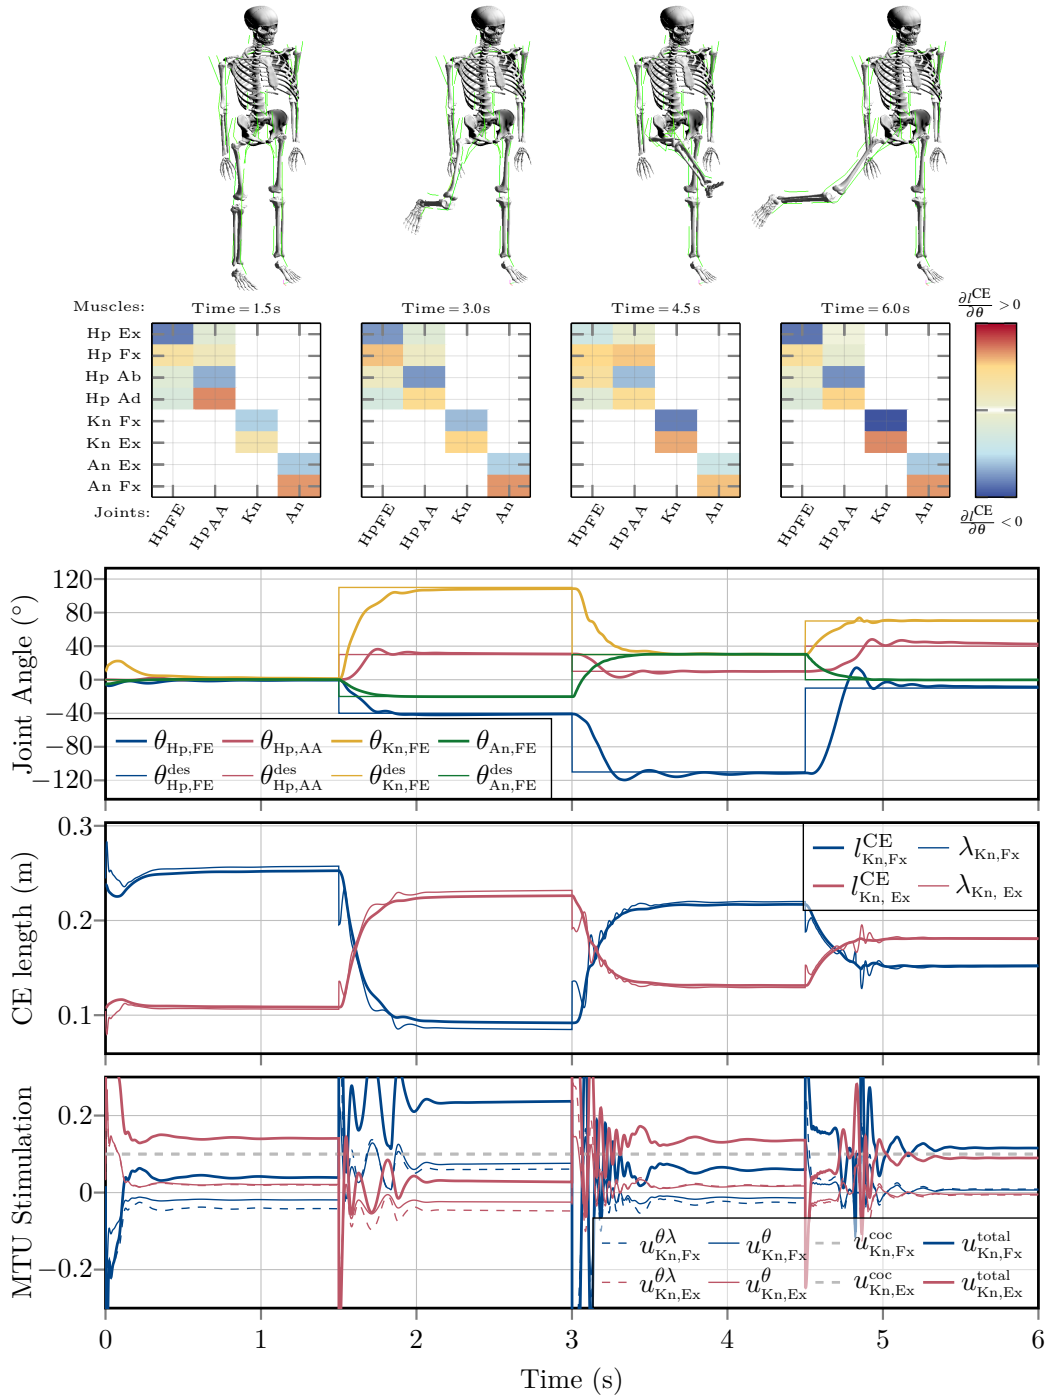 Muscles:
Time = 1.5s
Time = 3.0s
Time = 4.5s
Time = 6.0s
∂l^CE/∂θ > 0
Hp Ex
Hp Fx
Hp Ab
Hp Ad
Kn Fx
Kn Ex
An Ex
An Fx
Joints:
HpFE HpAA Kn An
HpFE HpAA Kn An
HpFE HpAA Kn An
HpFE HpAA Kn An
∂l^CE/∂θ < 0
Joint Angle (°)
120
80
40
0
−40
−80
−120
θ_Hp,FE θ_Hp,AA θ_Kn,FE θ_An,FE
θ^des_Hp,FE θ^des_Hp,AA θ^des_Kn,FE θ^des_An,FE
CE length (m)
0.3
0.2
0.1
l^CE_Kn,Fx λ_Kn,Fx
l^CE_Kn, Ex λ_Kn, Ex
MTU Stimulation
0.2
0
−0.2
u^θλ_Kn,Fx u^θ_Kn,Fx u^coc_Kn,Fx u^total_Kn,Fx
u^θλ_Kn,Ex u^θ_Kn,Ex u^coc_Kn,Ex u^total_Kn,Ex
0 1 2 3 4 5 6
Time (s)